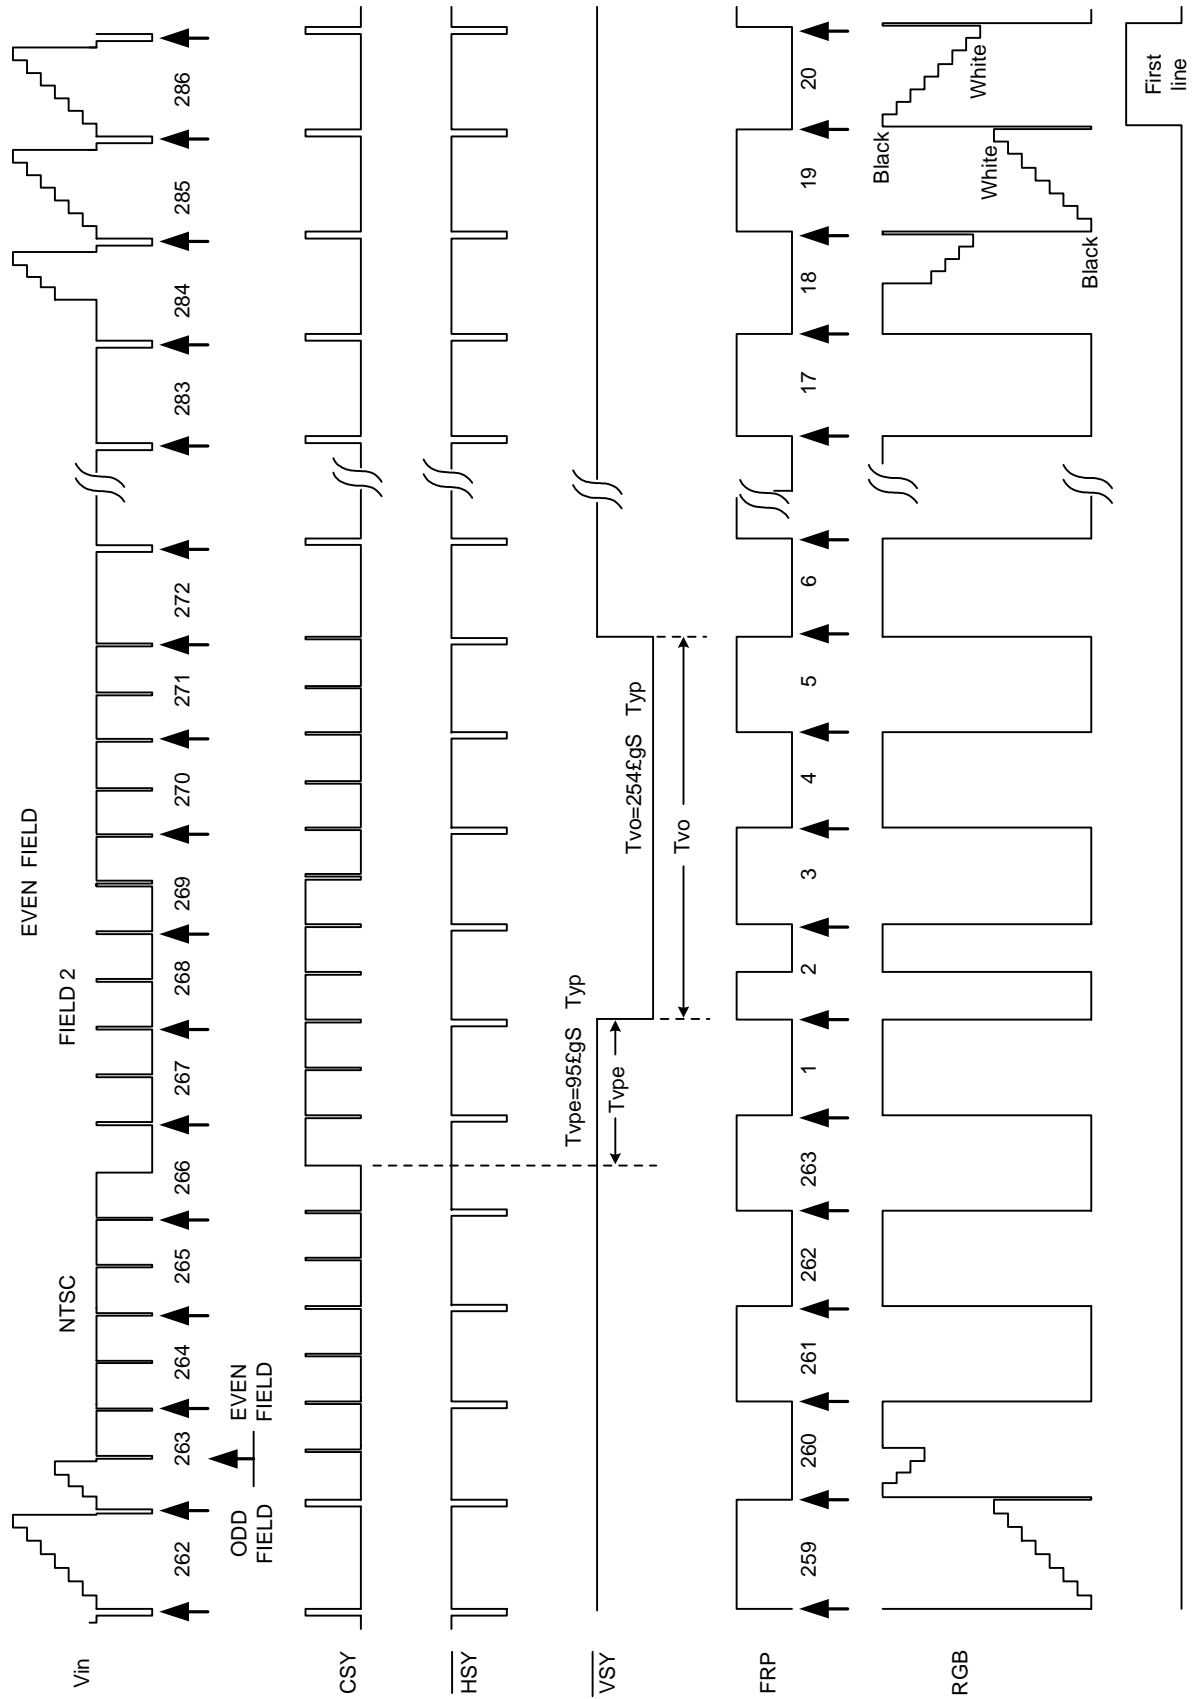 NTSC
FIELD 2
EVEN FIELD
Vin
262
263
264
265
266
267
268
269
270
271
272
283
284
285
286
ODD
FIELD
EVEN
FIELD
CSY
HSY
VSY
Tvpe=95£gS Typ
Tvpe
Tvo=254£gS Typ
Tvo
FRP
259
260
261
262
263
1
2
3
4
5
6
17
18
19
20
RGB
Black
White
Black
White
First
line